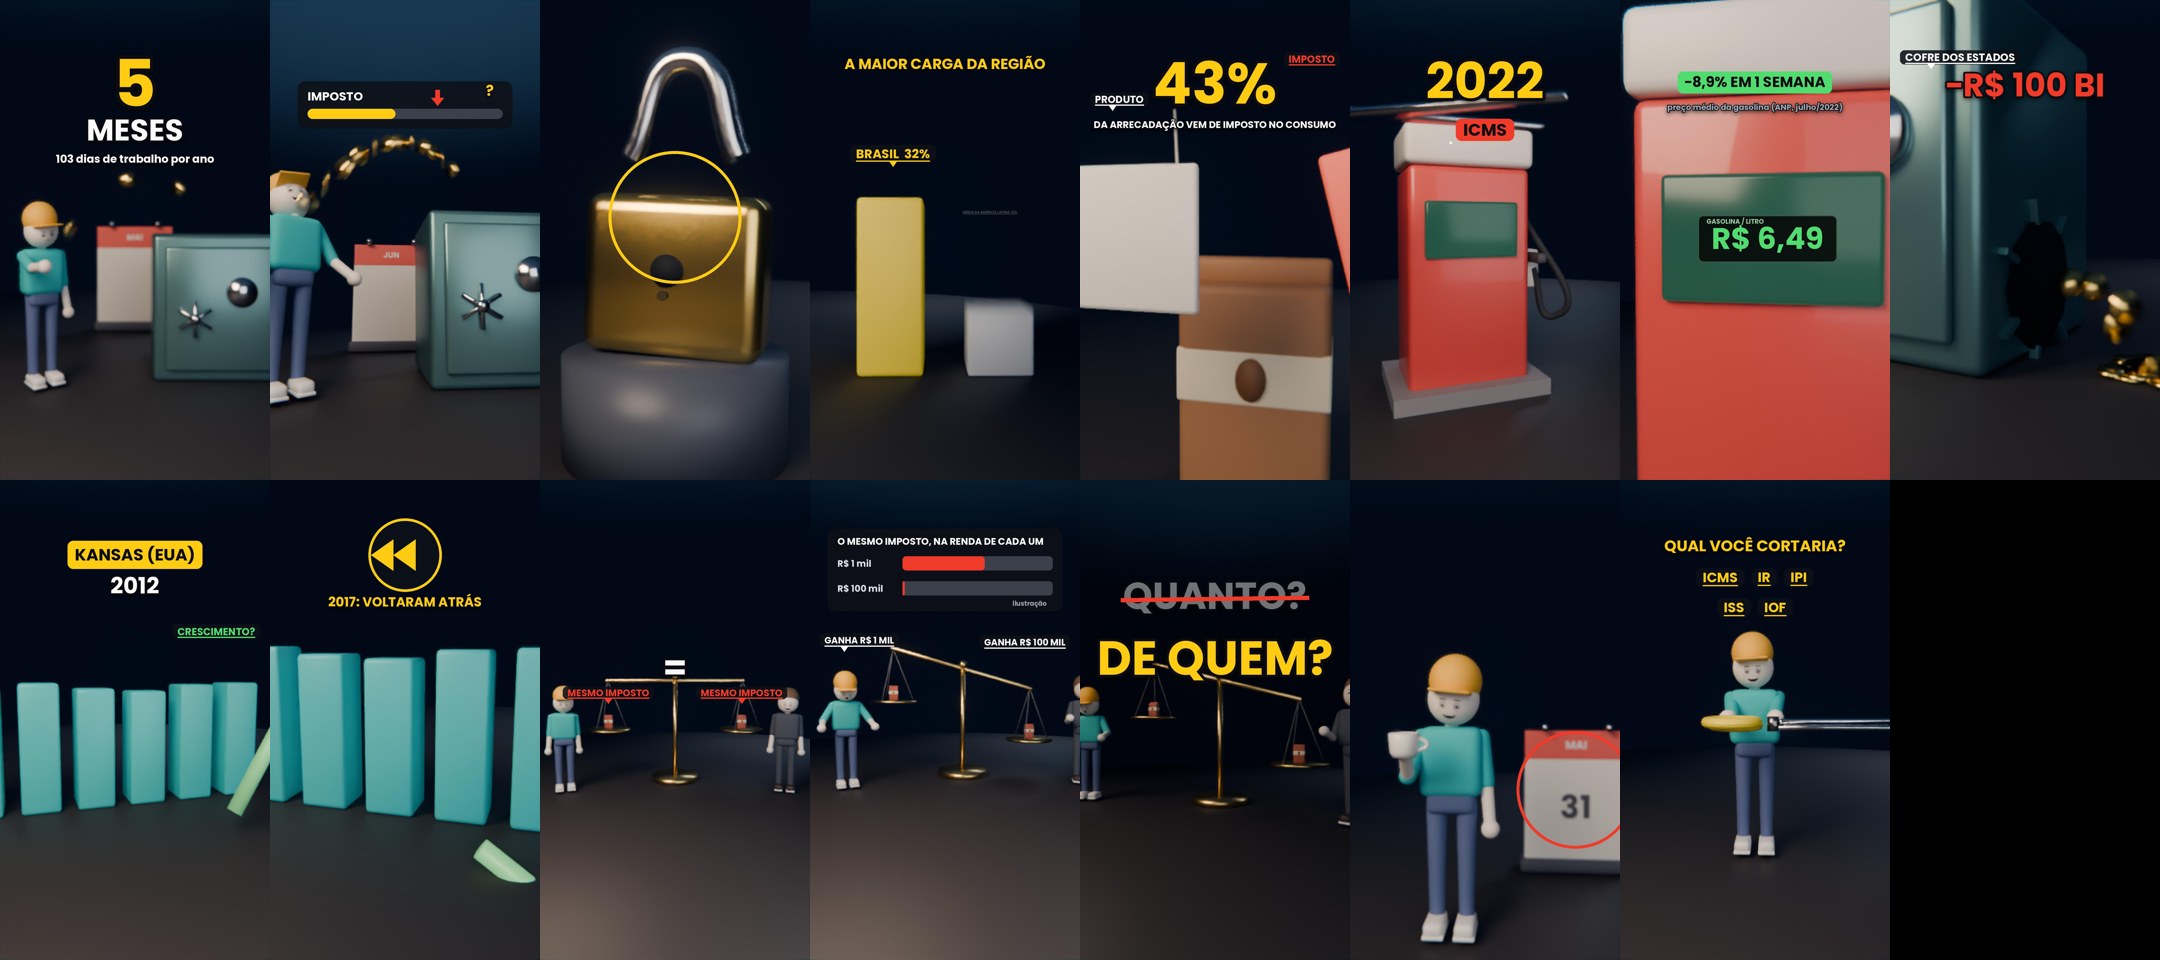 5
MESES
103 dias de trabalho por ano
MAI
IMPOSTO
?
JUN
A MAIOR CARGA DA REGIÃO
BRASIL 32%
IMPOSTO
43%
PRODUTO
DA ARRECADAÇÃO VEM DE IMPOSTO NO CONSUMO
2022
ICMS
-8,9% EM 1 SEMANA
preço médio da gasolina (ANP, julho/2022)
GASOLINA / LITRO
R$ 6,49
COFRE DOS ESTADOS
-R$ 100 BI
KANSAS (EUA)
2012
CRESCIMENTO?
2017: VOLTARAM ATRÁS
=
MESMO IMPOSTO
MESMO IMPOSTO
O MESMO IMPOSTO, NA RENDA DE CADA UM
R$ 1 mil
R$ 100 mil
ilustração
GANHA R$ 1 MIL
GANHA R$ 100 MIL
QUANTO?
DE QUEM?
MAI
31
QUAL VOCÊ CORTARIA?
ICMS IR IPI
ISS IOF